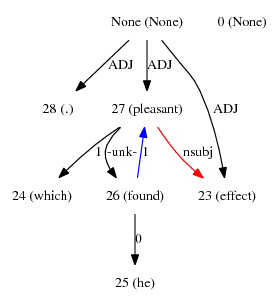 None (None) 0 (None)
ADJ ADJ
28 (.) 27 (pleasant) ADJ
1 -unk- 1 nsubj
24 (which) 26 (found) 23 (effect)
0
25 (he)